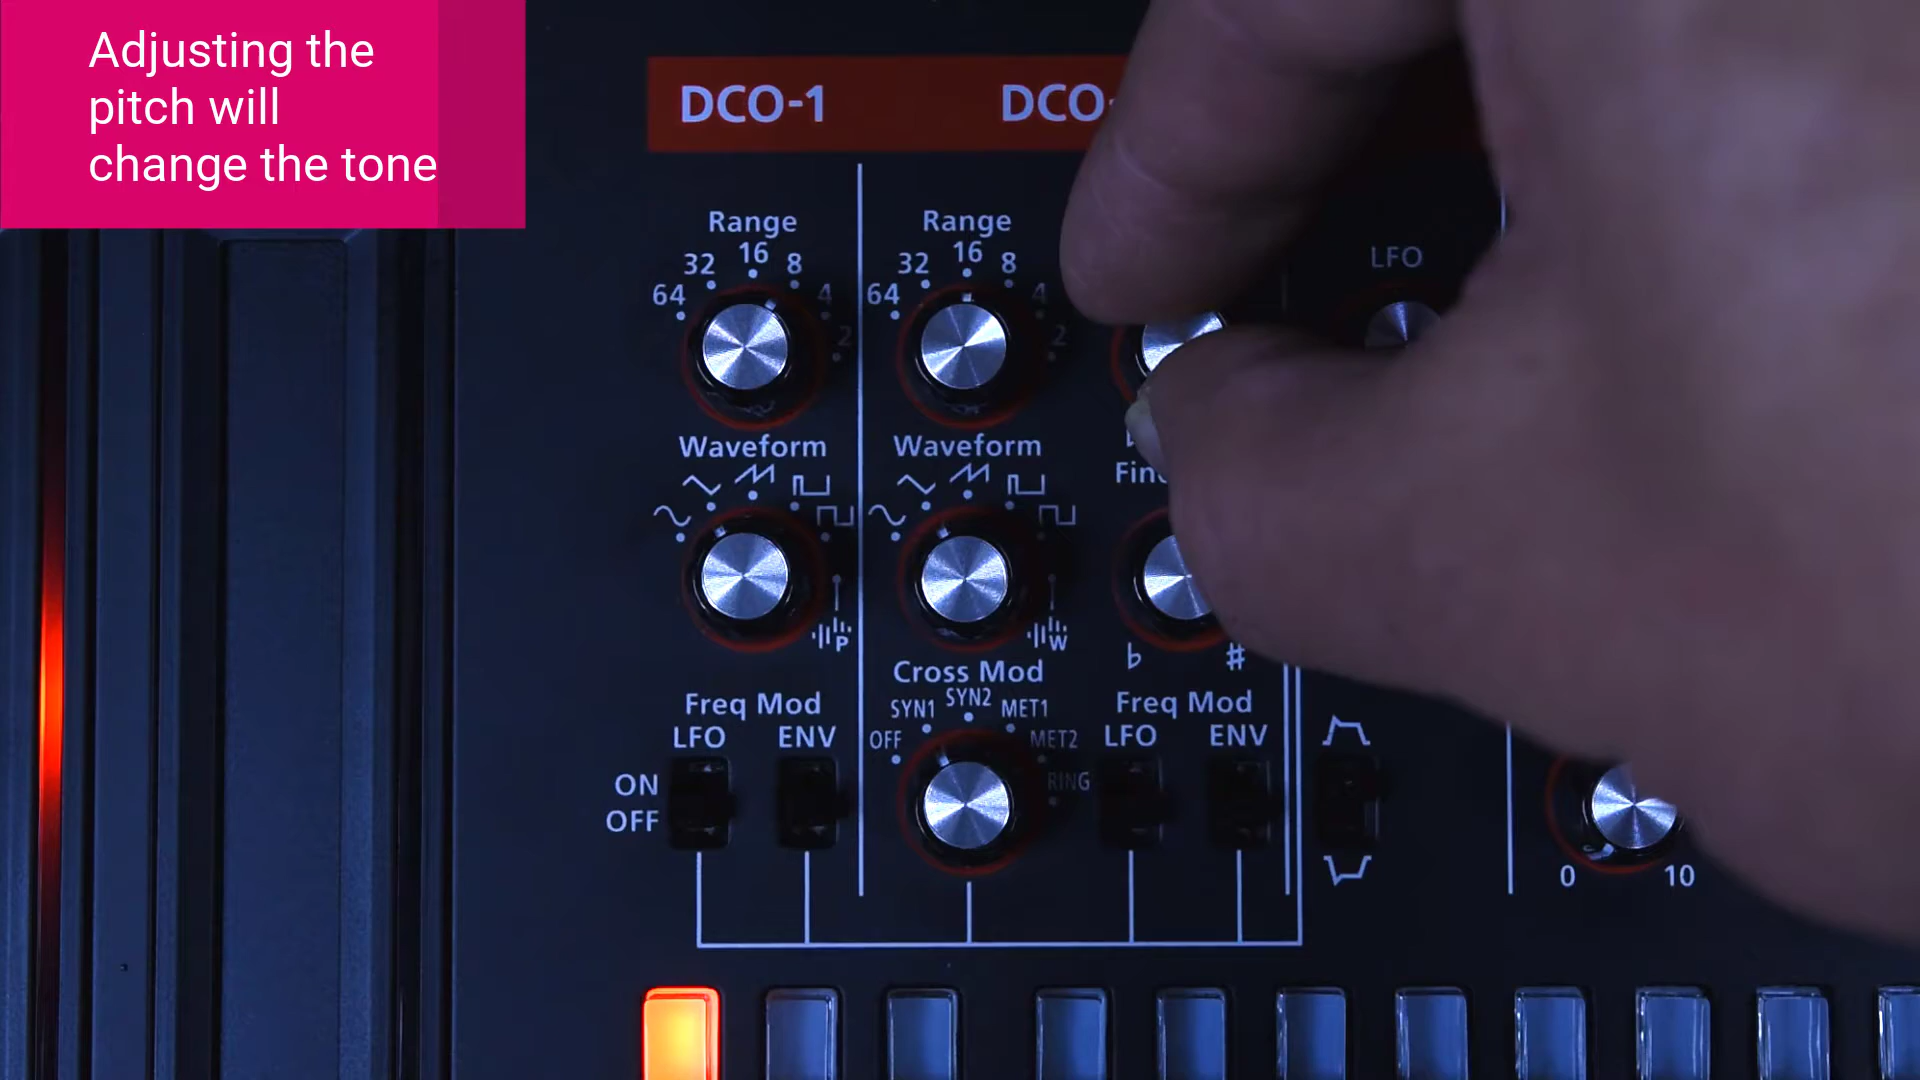 Adjusting the
pitch will
change the tone
DCO-1
DCO-
Range
16
32
8
64
4
2
Range
16
32
8
64
4
2
LFO
Waveform
P
Waveform
W
♭
Fin
♭ ♯
Cross Mod
SYN2
SYN1
MET1
OFF
MET2
RING
Freq Mod
LFO ENV
ON
OFF
Freq Mod
LFO ENV
0 10